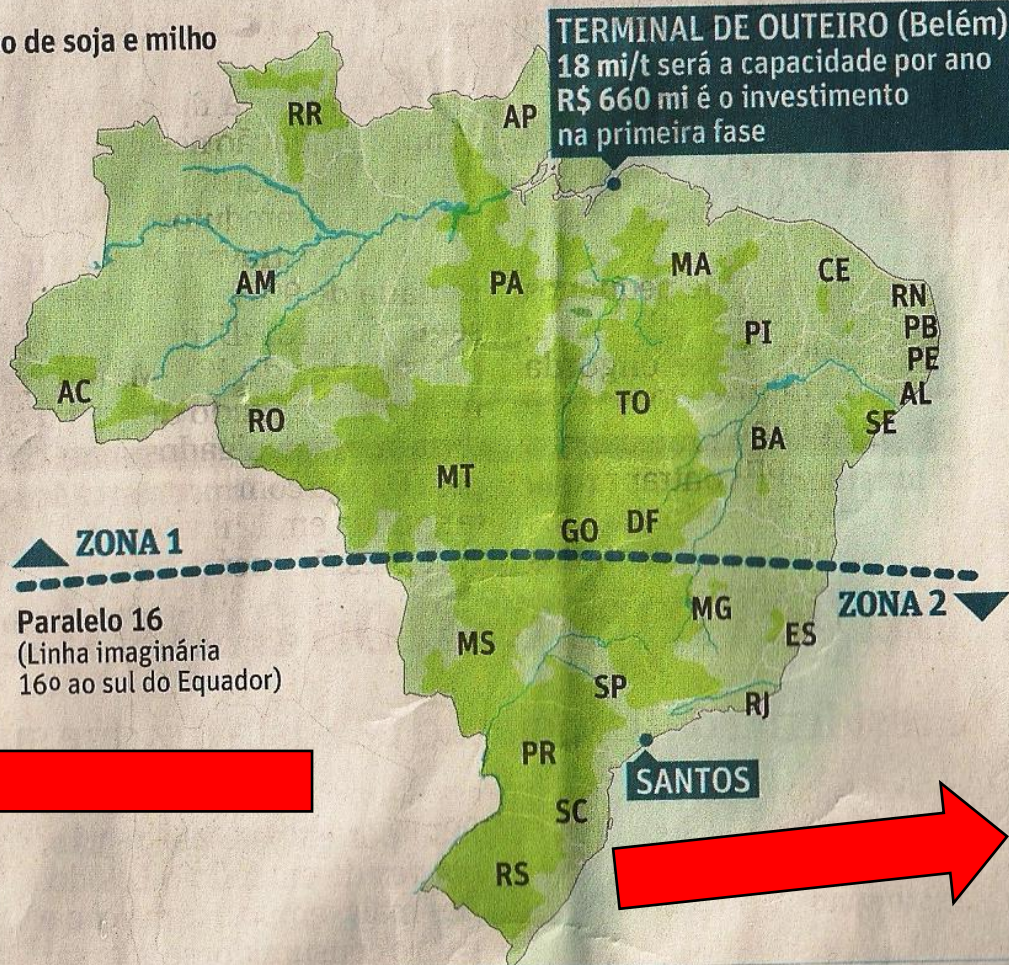 o de soja e milho
TERMINAL DE OUTEIRO (Belém)
18 mi/t será a capacidade por ano
R$ 660 mi é o investimento
na primeira fase
RR
AP
AM
PA
MA
CE
RN
PB
PE
AL
SE
PI
AC
RO
TO
BA
MT
GO
DF
ZONA 1
Paralelo 16
(Linha imaginária
16º ao sul do Equador)
ZONA 2
MG
ES
MS
SP
RJ
PR
SANTOS
SC
RS